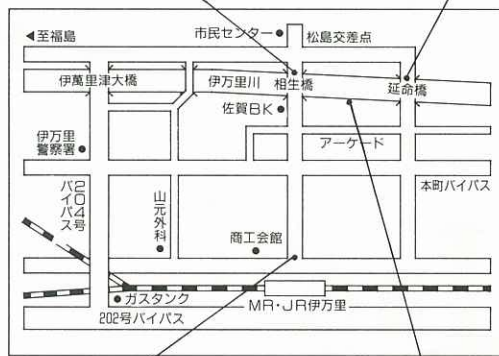 ◀至福島
市民センター
松島交差点
伊萬里津大橋
伊万里川
相生橋
延命橋
佐賀BK
アーケード
伊万里
警察署
204号
バイパス
山元外科
本町バイパス
商工会館
ガスタンク
MR・JR伊万里
202号バイパス